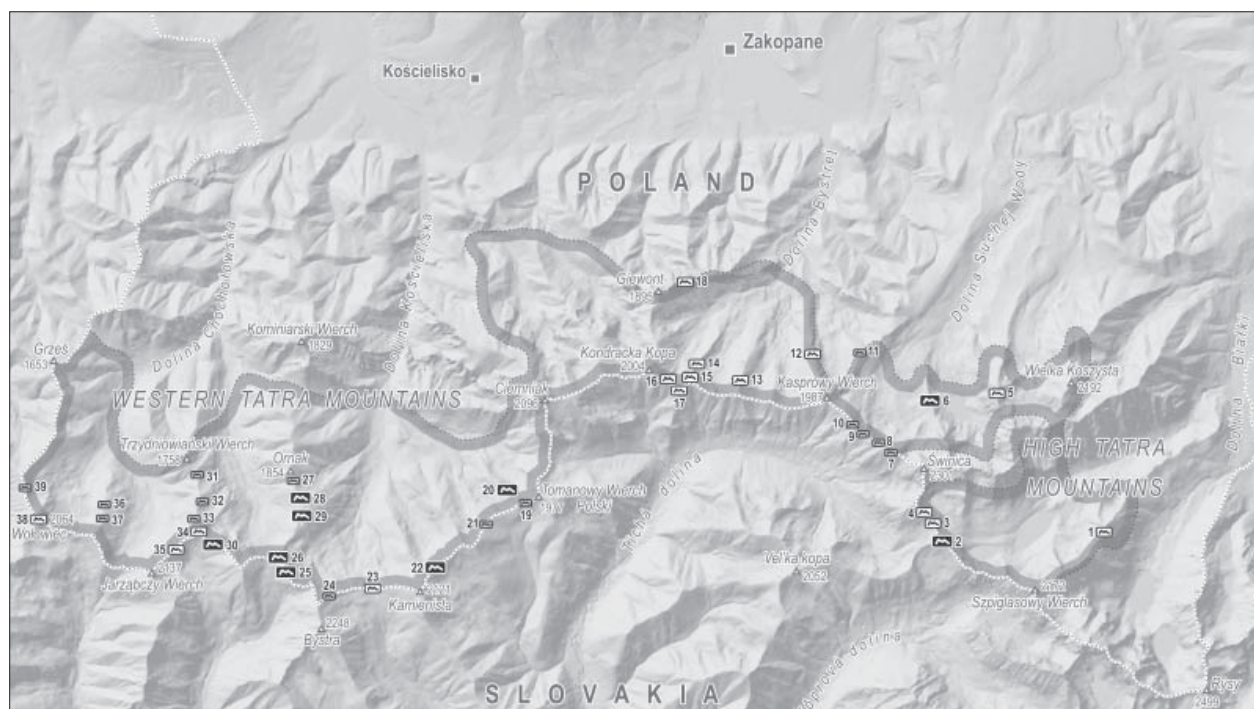 Zakopane
Kościelisko
POLAND
Dolina Bystrej
Dolina Suchej Wody
Dolina Chochołowska
Dolina Kościeliska
Dolina Białki
Giewont
1895
18
Kominiarski Wierch
1829
Grześ
1653
Kondracka Kopa
2004
14
12
11
16
15
13
17
Kasprowy Wierch
1987
Wielka Koszysta
2192
5
6
Ciemniak
WESTERN TATRA MOUNTAINS
10
9
8
7
HIGH TATRA
MOUNTAINS
Świnica
2301
Trzydniowiański Wierch
1758
31
Ornak
1854
27
28
29
39
36
37
32
33
34
35
30
38
2064
Wołowiec
20
19
Tomanowy Wierch
Polski
21
Tichá dolina
4
3
2
1
Jarząbczy Wierch
2137
26
25
24
23
22
Kamienista
Bystra
2248
Veľká kopa
2052
Szpiglasowy Wierch
Rysy
2499
SLOVAKIA